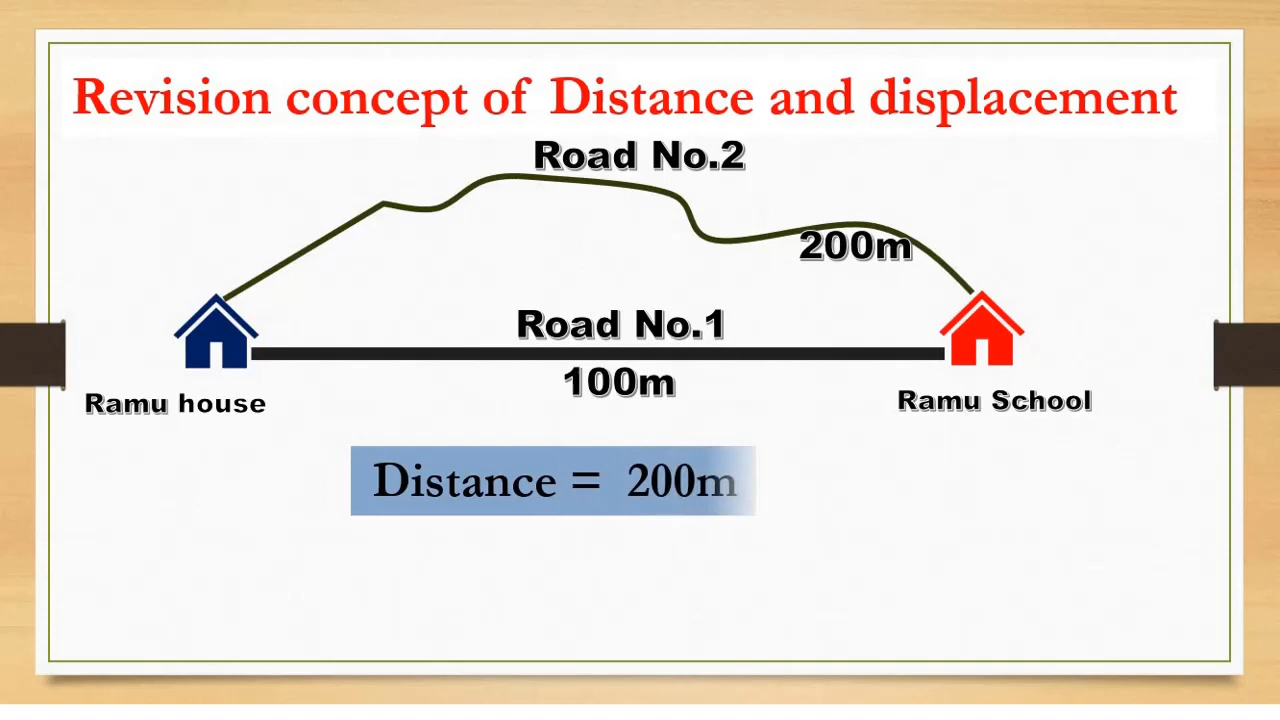 Revision concept of Distance and displacement
Road No.2
200m
Road No.1
100m
Ramu house
Ramu School
Distance = 200m